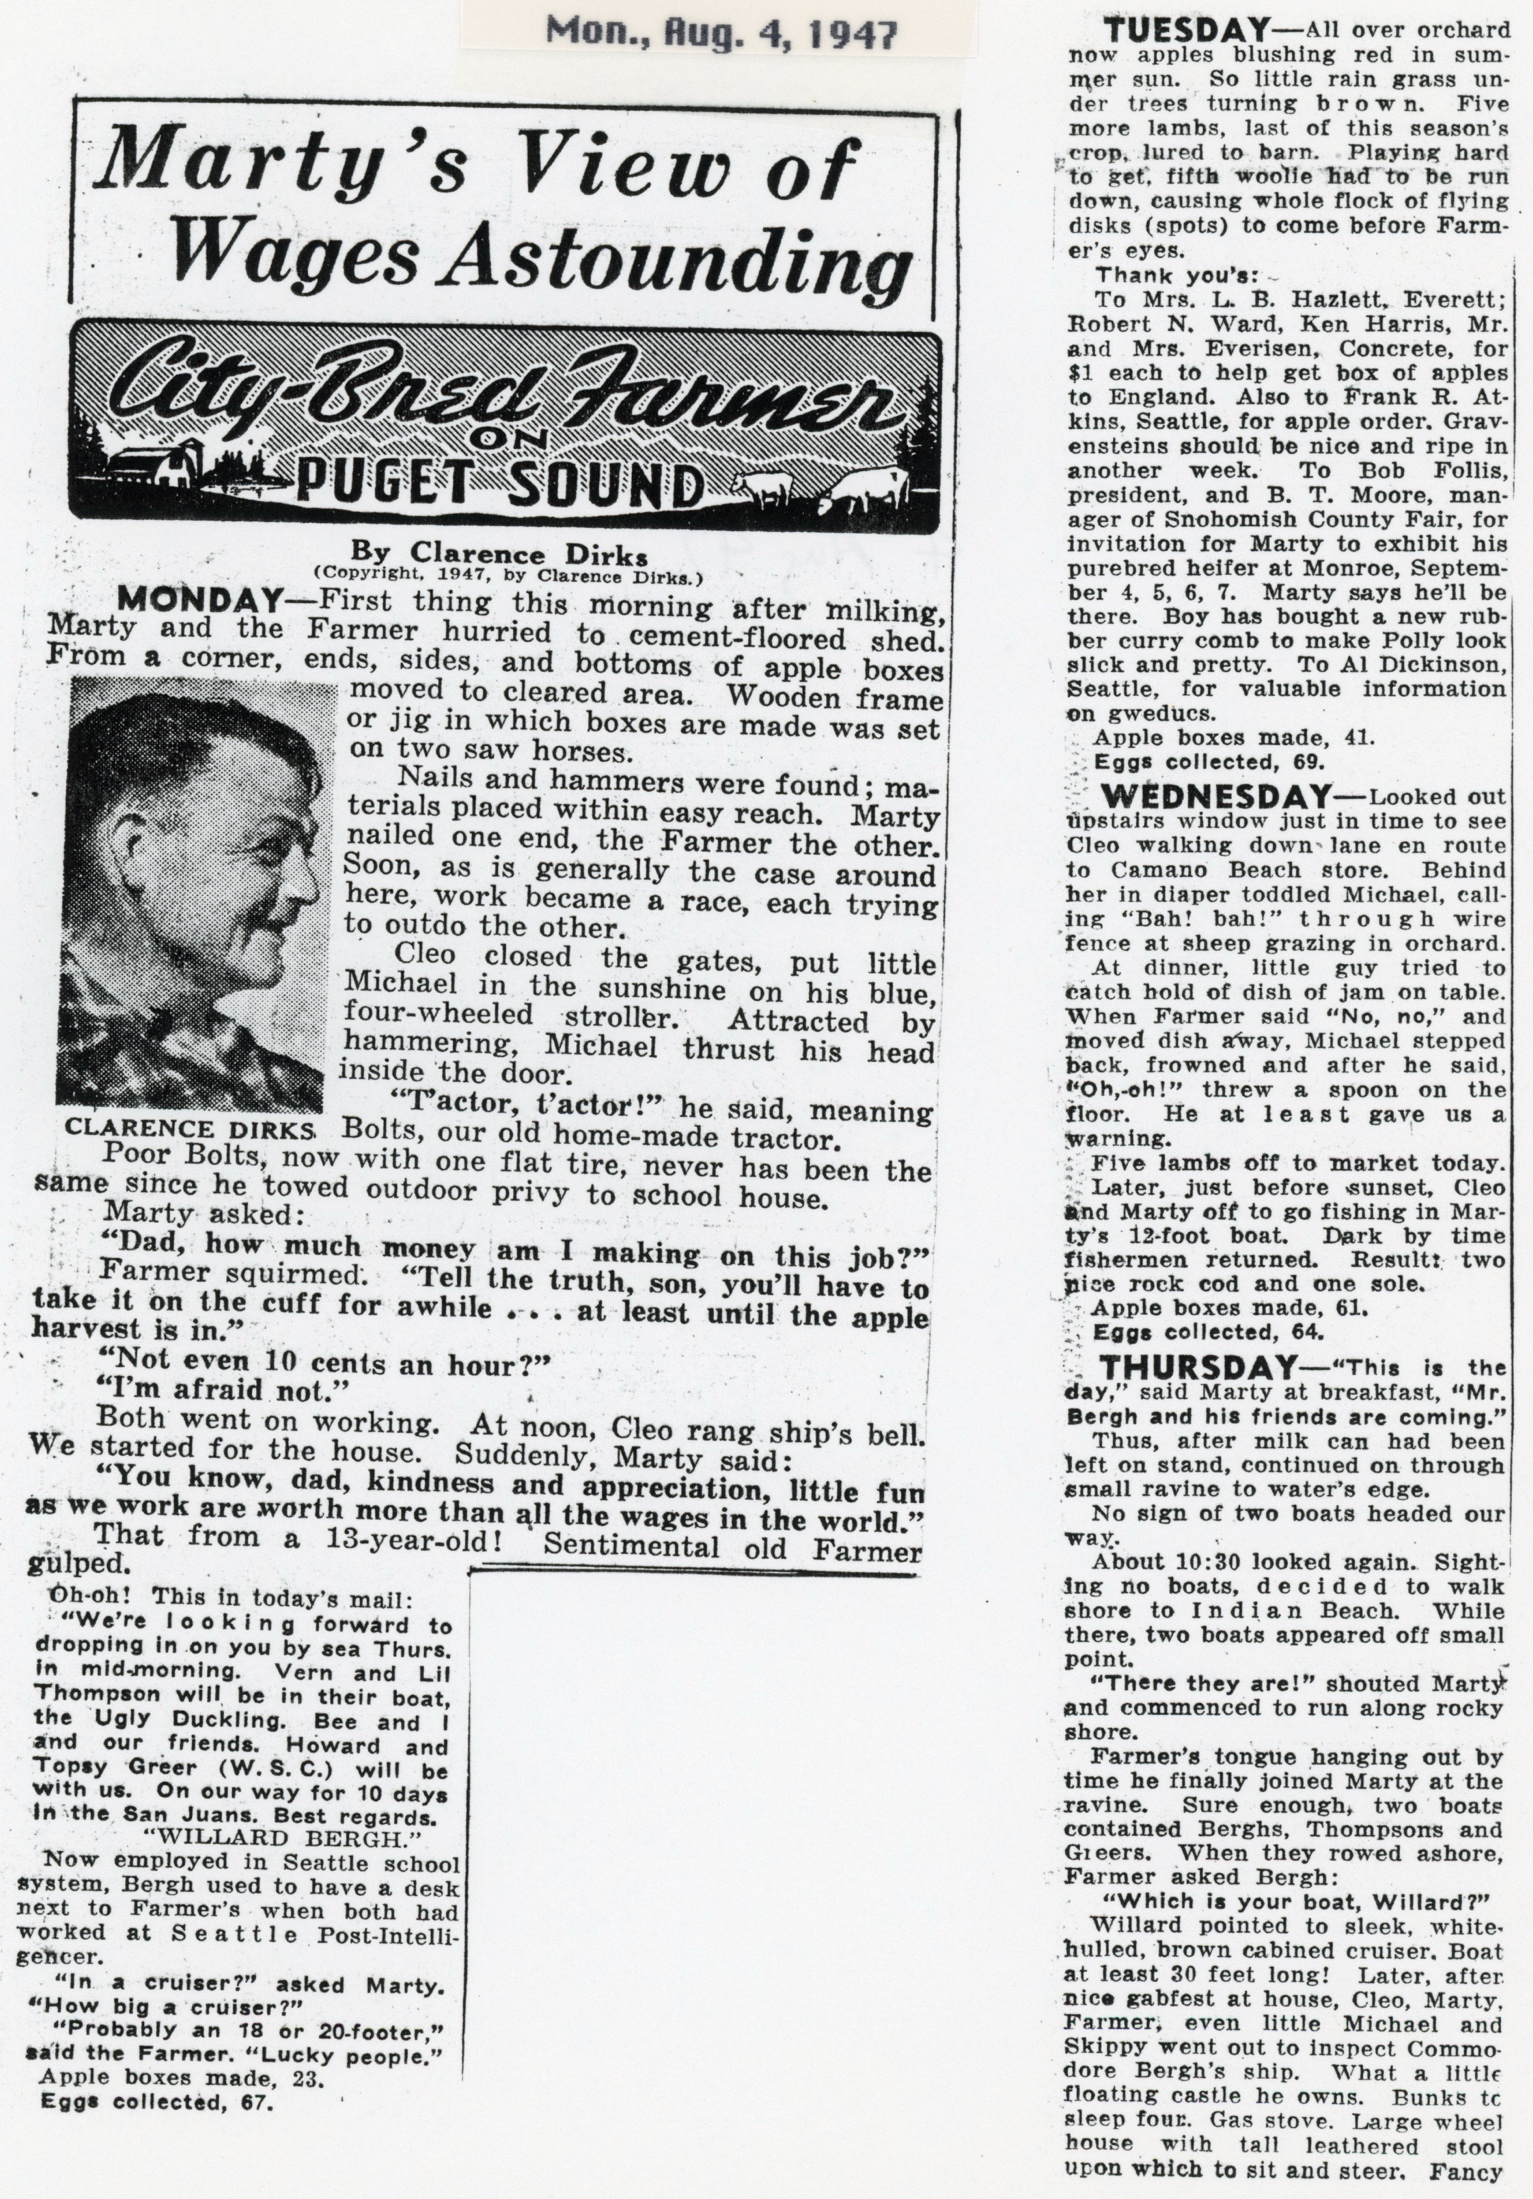 Mon., Aug. 4, 1947
Marty's View of
Wages Astounding
City-Bred Farmer
ON
PUGET SOUND
By Clarence Dirks
(Copyright, 1947, by Clarence Dirks.)
MONDAY—First thing this morning after milking,
Marty and the Farmer hurried to cement-floored shed.
From a corner, ends, sides, and bottoms of apple boxes
moved to cleared area. Wooden frame
or jig in which boxes are made was set
on two saw horses.
Nails and hammers were found; ma-
terials placed within easy reach. Marty
nailed one end, the Farmer the other.
Soon, as is generally the case around
here, work became a race, each trying
to outdo the other.
Cleo closed the gates, put little
Michael in the sunshine on his blue,
four-wheeled stroller. Attracted by
hammering, Michael thrust his head
inside the door.
"T'actor, t'actor!" he said, meaning
CLARENCE DIRKS. Bolts, our old home-made tractor.
Poor Bolts, now with one flat tire, never has been the
same since he towed outdoor privy to school house.
Marty asked:
"Dad, how much money am I making on this job?"
Farmer squirmed. "Tell the truth, son, you'll have to
take it on the cuff for awhile . . . at least until the apple
harvest is in."
"Not even 10 cents an hour?"
"I'm afraid not."
Both went on working. At noon, Cleo rang ship's bell.
We started for the house. Suddenly, Marty said:
"You know, dad, kindness and appreciation, little fun
as we work are worth more than all the wages in the world."
That from a 13-year-old! Sentimental old Farmer
gulped.
Oh-oh! This in today's mail:
"We're looking forward to
dropping in on you by sea Thurs.
in mid-morning. Vern and Lil
Thompson will be in their boat,
the Ugly Duckling. Bee and I
and our friends. Howard and
Topsy Greer (W. S. C.) will be
with us. On our way for 10 days
in the San Juans. Best regards.
"WILLARD BERGH."
Now employed in Seattle school
system, Bergh used to have a desk
next to Farmer's when both had
worked at Seattle Post-Intelli-
gencer.
"In a cruiser?" asked Marty.
"How big a cruiser?"
"Probably an 18 or 20-footer,"
said the Farmer. "Lucky people."
Apple boxes made, 23.
Eggs collected, 67.
TUESDAY—All over orchard
now apples blushing red in sum-
mer sun. So little rain grass un-
der trees turning brown. Five
more lambs, last of this season's
crop, lured to barn. Playing hard
to get, fifth woolie had to be run
down, causing whole flock of flying
disks (spots) to come before Farm-
er's eyes.
Thank you's:
To Mrs. L. B. Hazlett, Everett;
Robert N. Ward, Ken Harris, Mr.
and Mrs. Everisen, Concrete, for
$1 each to help get box of apples
to England. Also to Frank R. At-
kins, Seattle, for apple order. Grav-
ensteins should be nice and ripe in
another week. To Bob Follis,
president, and B. T. Moore, man-
ager of Snohomish County Fair, for
invitation for Marty to exhibit his
purebred heifer at Monroe, Septem-
ber 4, 5, 6, 7. Marty says he'll be
there. Boy has bought a new rub-
ber curry comb to make Polly look
slick and pretty. To Al Dickinson,
Seattle, for valuable information
on gweducs.
Apple boxes made, 41.
Eggs collected, 69.
WEDNESDAY—Looked out
upstairs window just in time to see
Cleo walking down lane en route
to Camano Beach store. Behind
her in diaper toddled Michael, call-
ing "Bah! bah!" through wire
fence at sheep grazing in orchard.
At dinner, little guy tried to
catch hold of dish of jam on table.
When Farmer said "No, no," and
moved dish away, Michael stepped
back, frowned and after he said,
"Oh,-oh!" threw a spoon on the
floor. He at least gave us a
warning.
Five lambs off to market today.
Later, just before sunset, Cleo
and Marty off to go fishing in Mar-
ty's 12-foot boat. Dark by time
fishermen returned. Result: two
nice rock cod and one sole.
Apple boxes made, 61.
Eggs collected, 64.
THURSDAY—"This is the
day," said Marty at breakfast, "Mr.
Bergh and his friends are coming."
Thus, after milk can had been
left on stand, continued on through
small ravine to water's edge.
No sign of two boats headed our
way.
About 10:30 looked again. Sight-
ing no boats, decided to walk
shore to Indian Beach. While
there, two boats appeared off small
point.
"There they are!" shouted Marty
and commenced to run along rocky
shore.
Farmer's tongue hanging out by
time he finally joined Marty at the
ravine. Sure enough, two boats
contained Berghs, Thompsons and
Greers. When they rowed ashore,
Farmer asked Bergh:
"Which is your boat, Willard?"
Willard pointed to sleek, white-
hulled, brown cabined cruiser. Boat
at least 30 feet long! Later, after
nice gabfest at house, Cleo, Marty,
Farmer, even little Michael and
Skippy went out to inspect Commo-
dore Bergh's ship. What a little
floating castle he owns. Bunks to
sleep four. Gas stove. Large wheel
house with tall leathered stool
upon which to sit and steer. Fancy